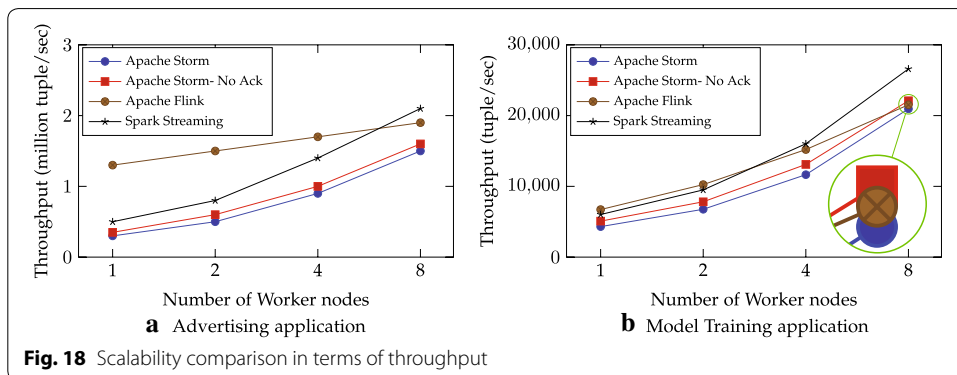 3
2
1
0
Throughput (million tuple/sec)
Apache Storm
Apache Storm- No Ack
Apache Flink
Spark Streaming
1 2 4 8
Number of Worker nodes
a Advertising application
30,000
20,000
10,000
0
Throughput (tuple/sec)
Apache Storm
Apache Storm- No Ack
Apache Flink
Spark Streaming
1 2 4 8
Number of Worker nodes
b Model Training application
Fig. 18 Scalability comparison in terms of throughput